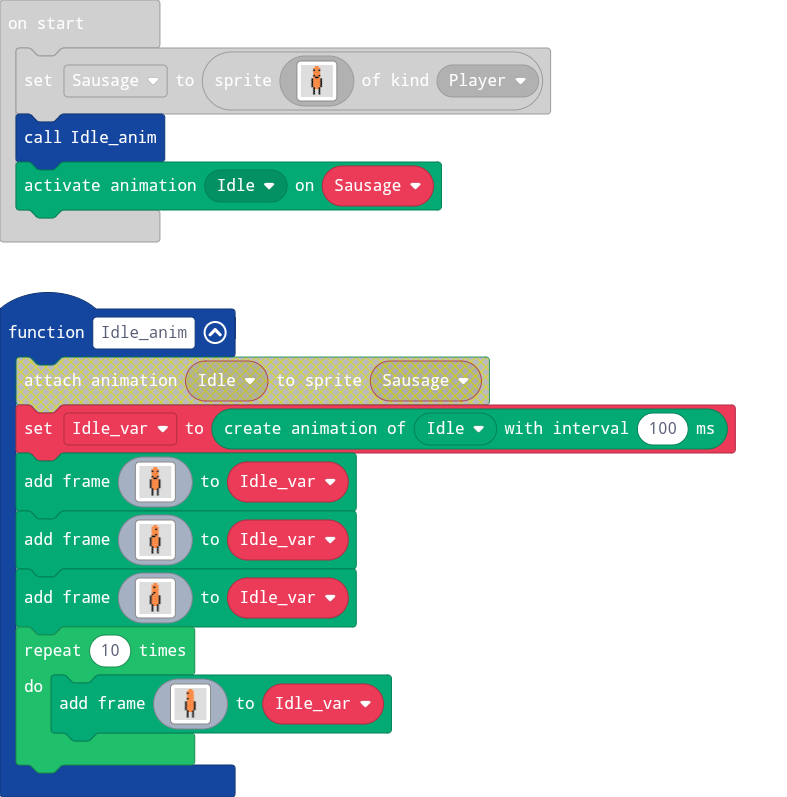 on start
set Sausage to sprite of kind Player
call Idle_anim
activate animation Idle on Sausage
function Idle_anim
attach animation Idle to sprite Sausage
set Idle_var to create animation of Idle with interval 100 ms
add frame to Idle_var
add frame to Idle_var
add frame to Idle_var
repeat 10 times
do
add frame to Idle_var